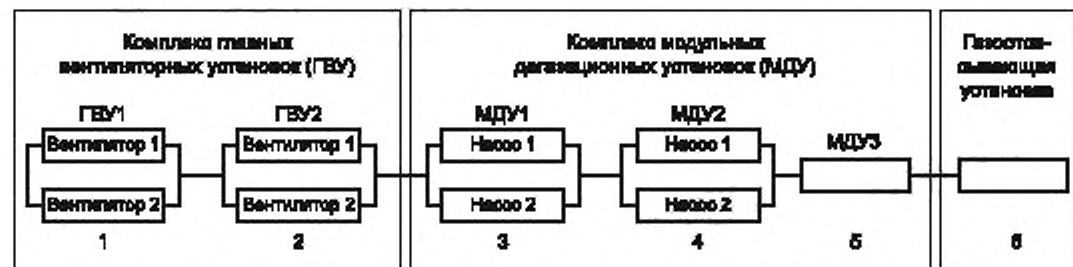 Комплекс главных
вентиляторных установок (ГВУ)
ГВУ1
Вентилятор 1
Вентилятор 2
1
ГВУ2
Вентилятор 1
Вентилятор 2
2
Комплекс модульных
дегазационных установок (МДУ)
МДУ1
Насос 1
Насос 2
3
МДУ2
Насос 1
Насос 2
4
МДУ3
5
Газоотса-
сывающая
установка
6